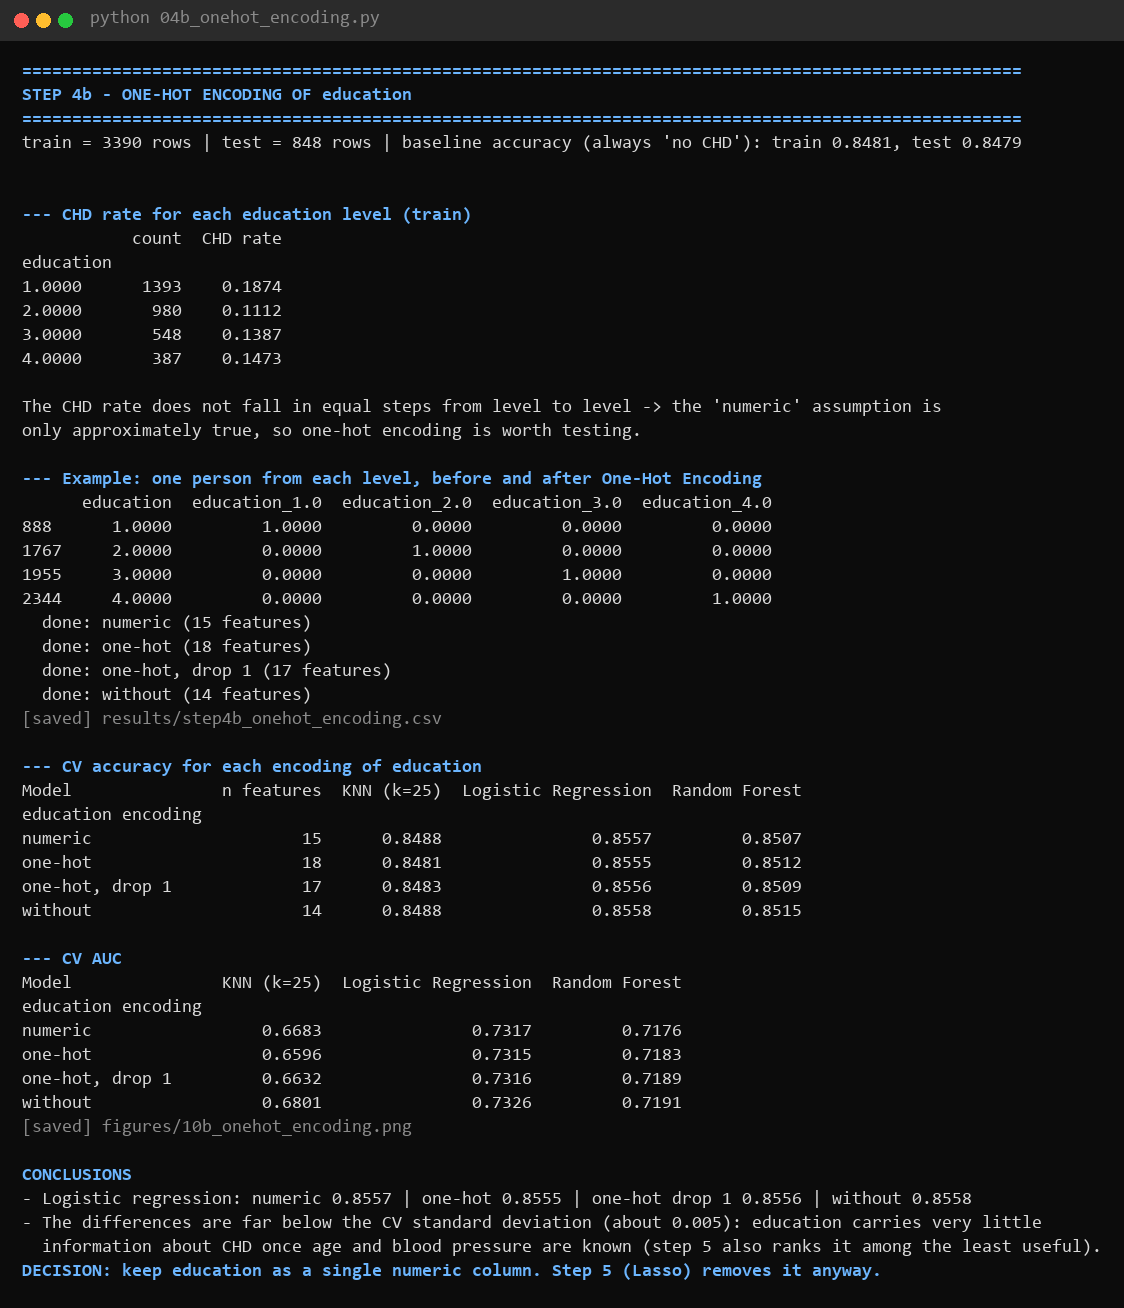 python 04b_onehot_encoding.py
====================================================================================================
STEP 4b - ONE-HOT ENCODING OF education
====================================================================================================
train = 3390 rows | test = 848 rows | baseline accuracy (always 'no CHD'): train 0.8481, test 0.8479
--- CHD rate for each education level (train)
           count  CHD rate
education
1.0000      1393    0.1874
2.0000       980    0.1112
3.0000       548    0.1387
4.0000       387    0.1473
The CHD rate does not fall in equal steps from level to level -> the 'numeric' assumption is
only approximately true, so one-hot encoding is worth testing.
--- Example: one person from each level, before and after One-Hot Encoding
      education  education_1.0  education_2.0  education_3.0  education_4.0
888      1.0000         1.0000         0.0000         0.0000         0.0000
1767     2.0000         0.0000         1.0000         0.0000         0.0000
1955     3.0000         0.0000         0.0000         1.0000         0.0000
2344     4.0000         0.0000         0.0000         0.0000         1.0000
  done: numeric (15 features)
  done: one-hot (18 features)
  done: one-hot, drop 1 (17 features)
  done: without (14 features)
[saved] results/step4b_onehot_encoding.csv
--- CV accuracy for each encoding of education
Model               n features  KNN (k=25)  Logistic Regression  Random Forest
education encoding
numeric                     15      0.8488               0.8557         0.8507
one-hot                     18      0.8481               0.8555         0.8512
one-hot, drop 1             17      0.8483               0.8556         0.8509
without                     14      0.8488               0.8558         0.8515
--- CV AUC
Model               KNN (k=25)  Logistic Regression  Random Forest
education encoding
numeric                 0.6683               0.7317         0.7176
one-hot                 0.6596               0.7315         0.7183
one-hot, drop 1         0.6632               0.7316         0.7189
without                 0.6801               0.7326         0.7191
[saved] figures/10b_onehot_encoding.png
CONCLUSIONS
- Logistic regression: numeric 0.8557 | one-hot 0.8555 | one-hot drop 1 0.8556 | without 0.8558
- The differences are far below the CV standard deviation (about 0.005): education carries very little
  information about CHD once age and blood pressure are known (step 5 also ranks it among the least useful).
DECISION: keep education as a single numeric column. Step 5 (Lasso) removes it anyway.